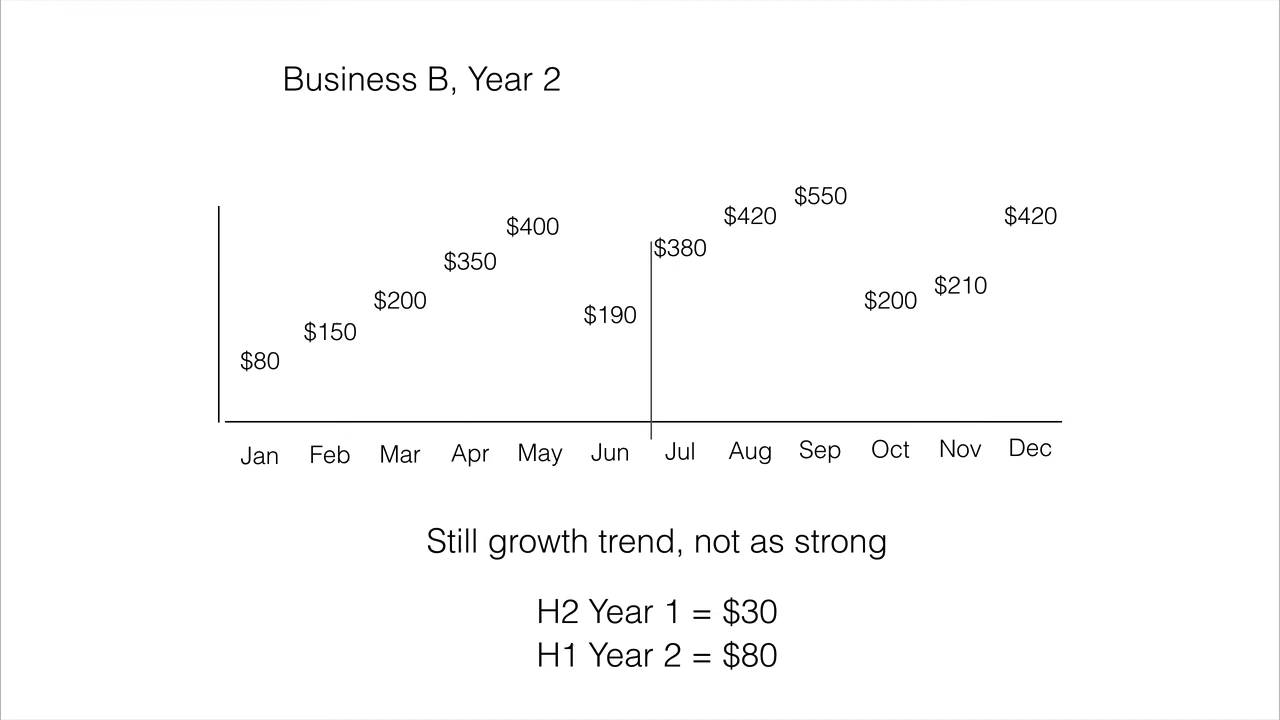 Business B, Year 2
$550
$420 $420
$400
$380
$350
$210
$200 $200
$190
$150
$80
Jan Feb Mar Apr May Jun Jul Aug Sep Oct Nov Dec
Still growth trend, not as strong
H2 Year 1 = $30
H1 Year 2 = $80